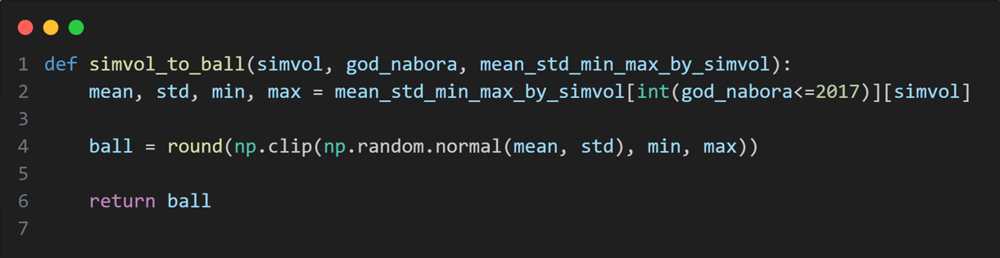 1 def simvol_to_ball(simvol, god_nabora, mean_std_min_max_by_simvol):
2     mean, std, min, max = mean_std_min_max_by_simvol[int(god_nabora<=2017)][simvol]
3
4     ball = round(np.clip(np.random.normal(mean, std), min, max))
5
6     return ball
7